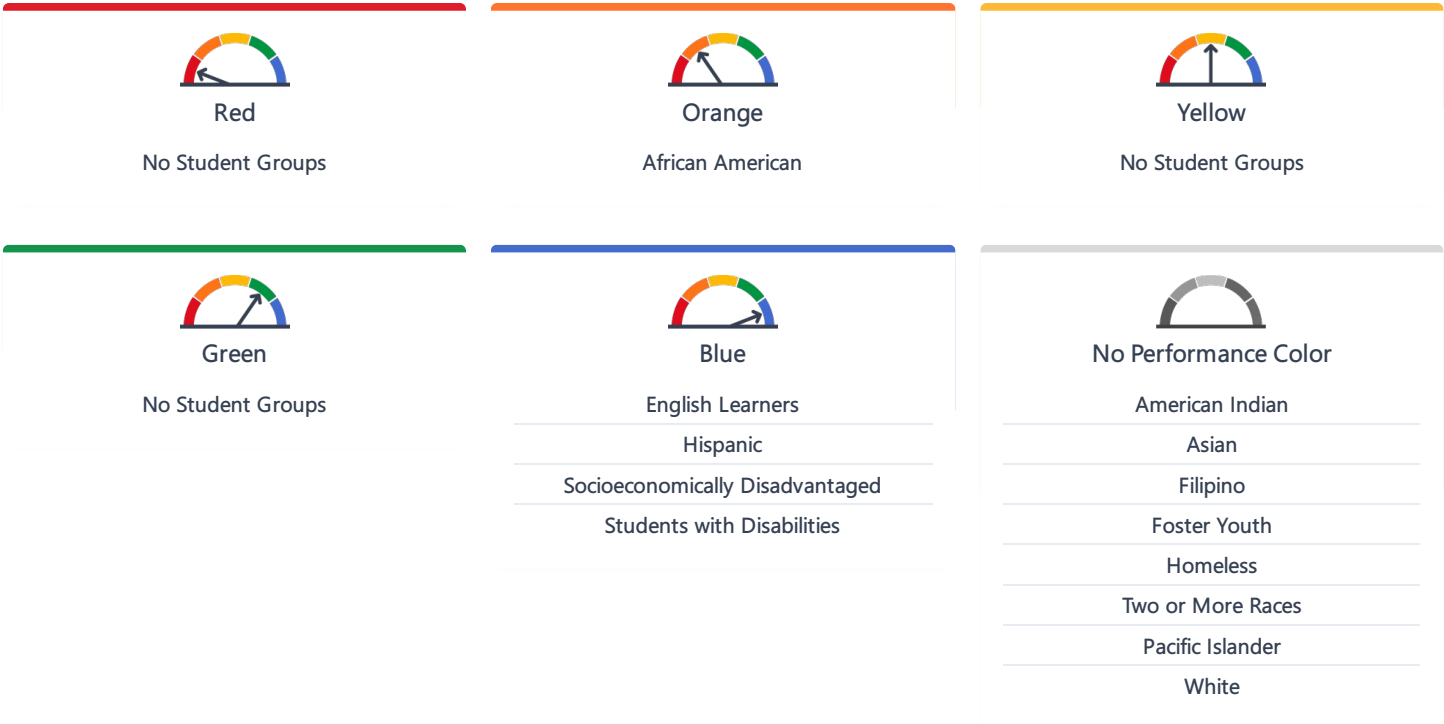 Red
No Student Groups
Orange
African American
Yellow
No Student Groups
Green
No Student Groups
Blue
English Learners
Hispanic
Socioeconomically Disadvantaged
Students with Disabilities
No Performance Color
American Indian
Asian
Filipino
Foster Youth
Homeless
Two or More Races
Pacific Islander
White